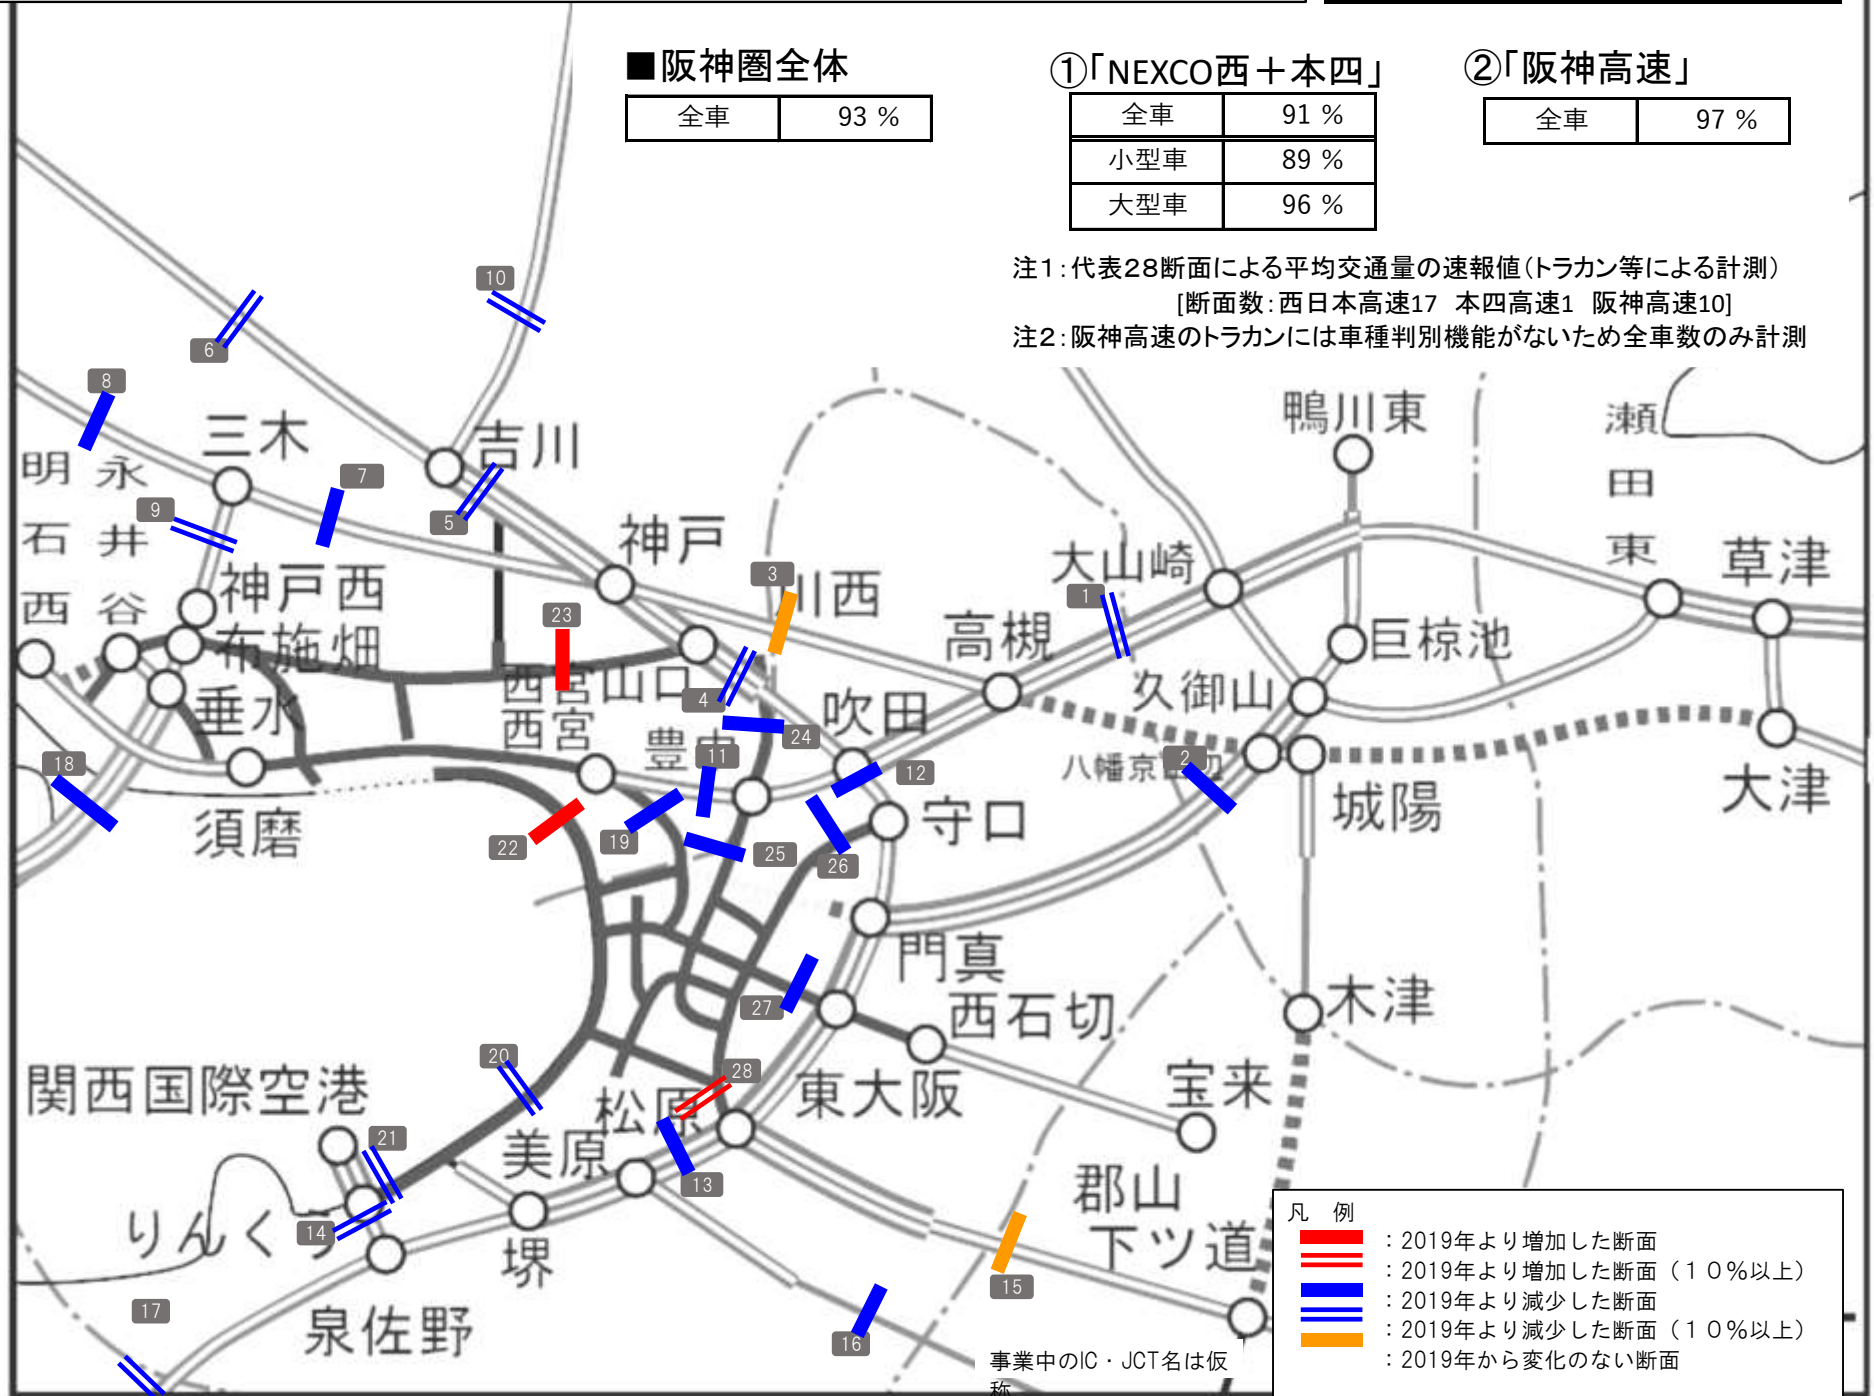 ■阪神圏全体
全車 93 %
①「NEXCO西＋本四」
全車 91 %
小型車 89 %
大型車 96 %
②「阪神高速」
全車 97 %
注1：代表28断面による平均交通量の速報値（トラカン等による計測）
[断面数：西日本高速17 本四高速1 阪神高速10]
注2：阪神高速のトラカンには車種判別機能がないため全車数のみ計測
10
6
8
三木
吉川
鴨川東
瀬田東
明石西
永井谷
7
9
5
神戸
大山崎
草津
神戸西
3
川西
1
23
高槻
布施畑
西宮山口
4
巨椋池
垂水
西宮
久御山
吹田
豊中
24
11
18
12
八幡京田辺
2
大津
須磨
城陽
守口
22
19
25
26
門真
27
西石切
木津
20
28
関西国際空港
松原
東大阪
宝来
21
美原
13
郡山
下ツ道
りんくう
14
堺
15
17
泉佐野
16
事業中のIC・JCT名は仮
称
凡 例
：2019年より増加した断面
：2019年より増加した断面（１０％以上）
：2019年より減少した断面
：2019年より減少した断面（１０％以上）
：2019年から変化のない断面